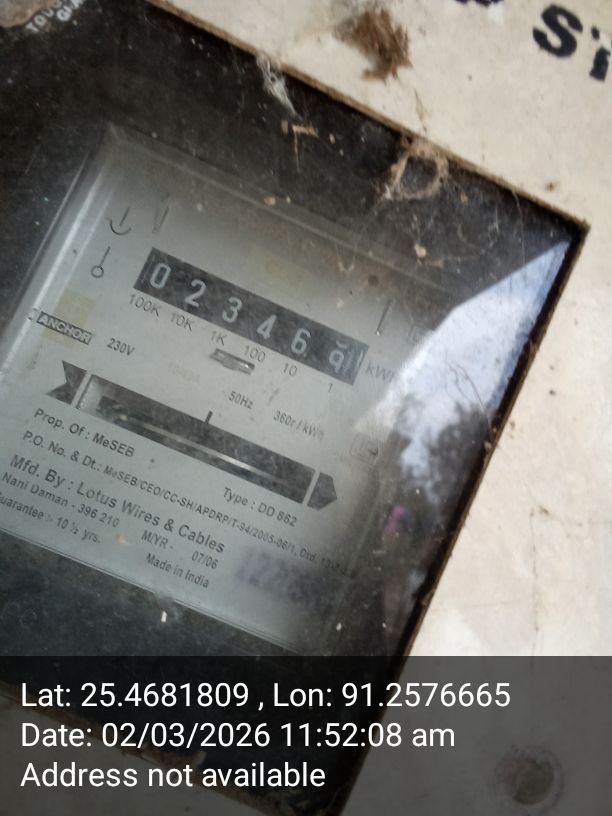 0 2 3 4 6 9 kWh
100K 10K 1K 100 10 1
ANCHOR 230V
50Hz 360r / kWh
Prop. Of : MeSEB
P.O. No. & Dt.: MeSEB/CEO/CC-SH/APDRP/T-94/2005-06/1, Dtd.
Type : DD 862
Mfd. By : Lotus Wires & Cables
Nani Daman - 396 210
M/YR - 07/06
Guarantee :- 10 ½ yrs.
Made in India
Lat: 25.4681809 , Lon: 91.2576665
Date: 02/03/2026 11:52:08 am
Address not available